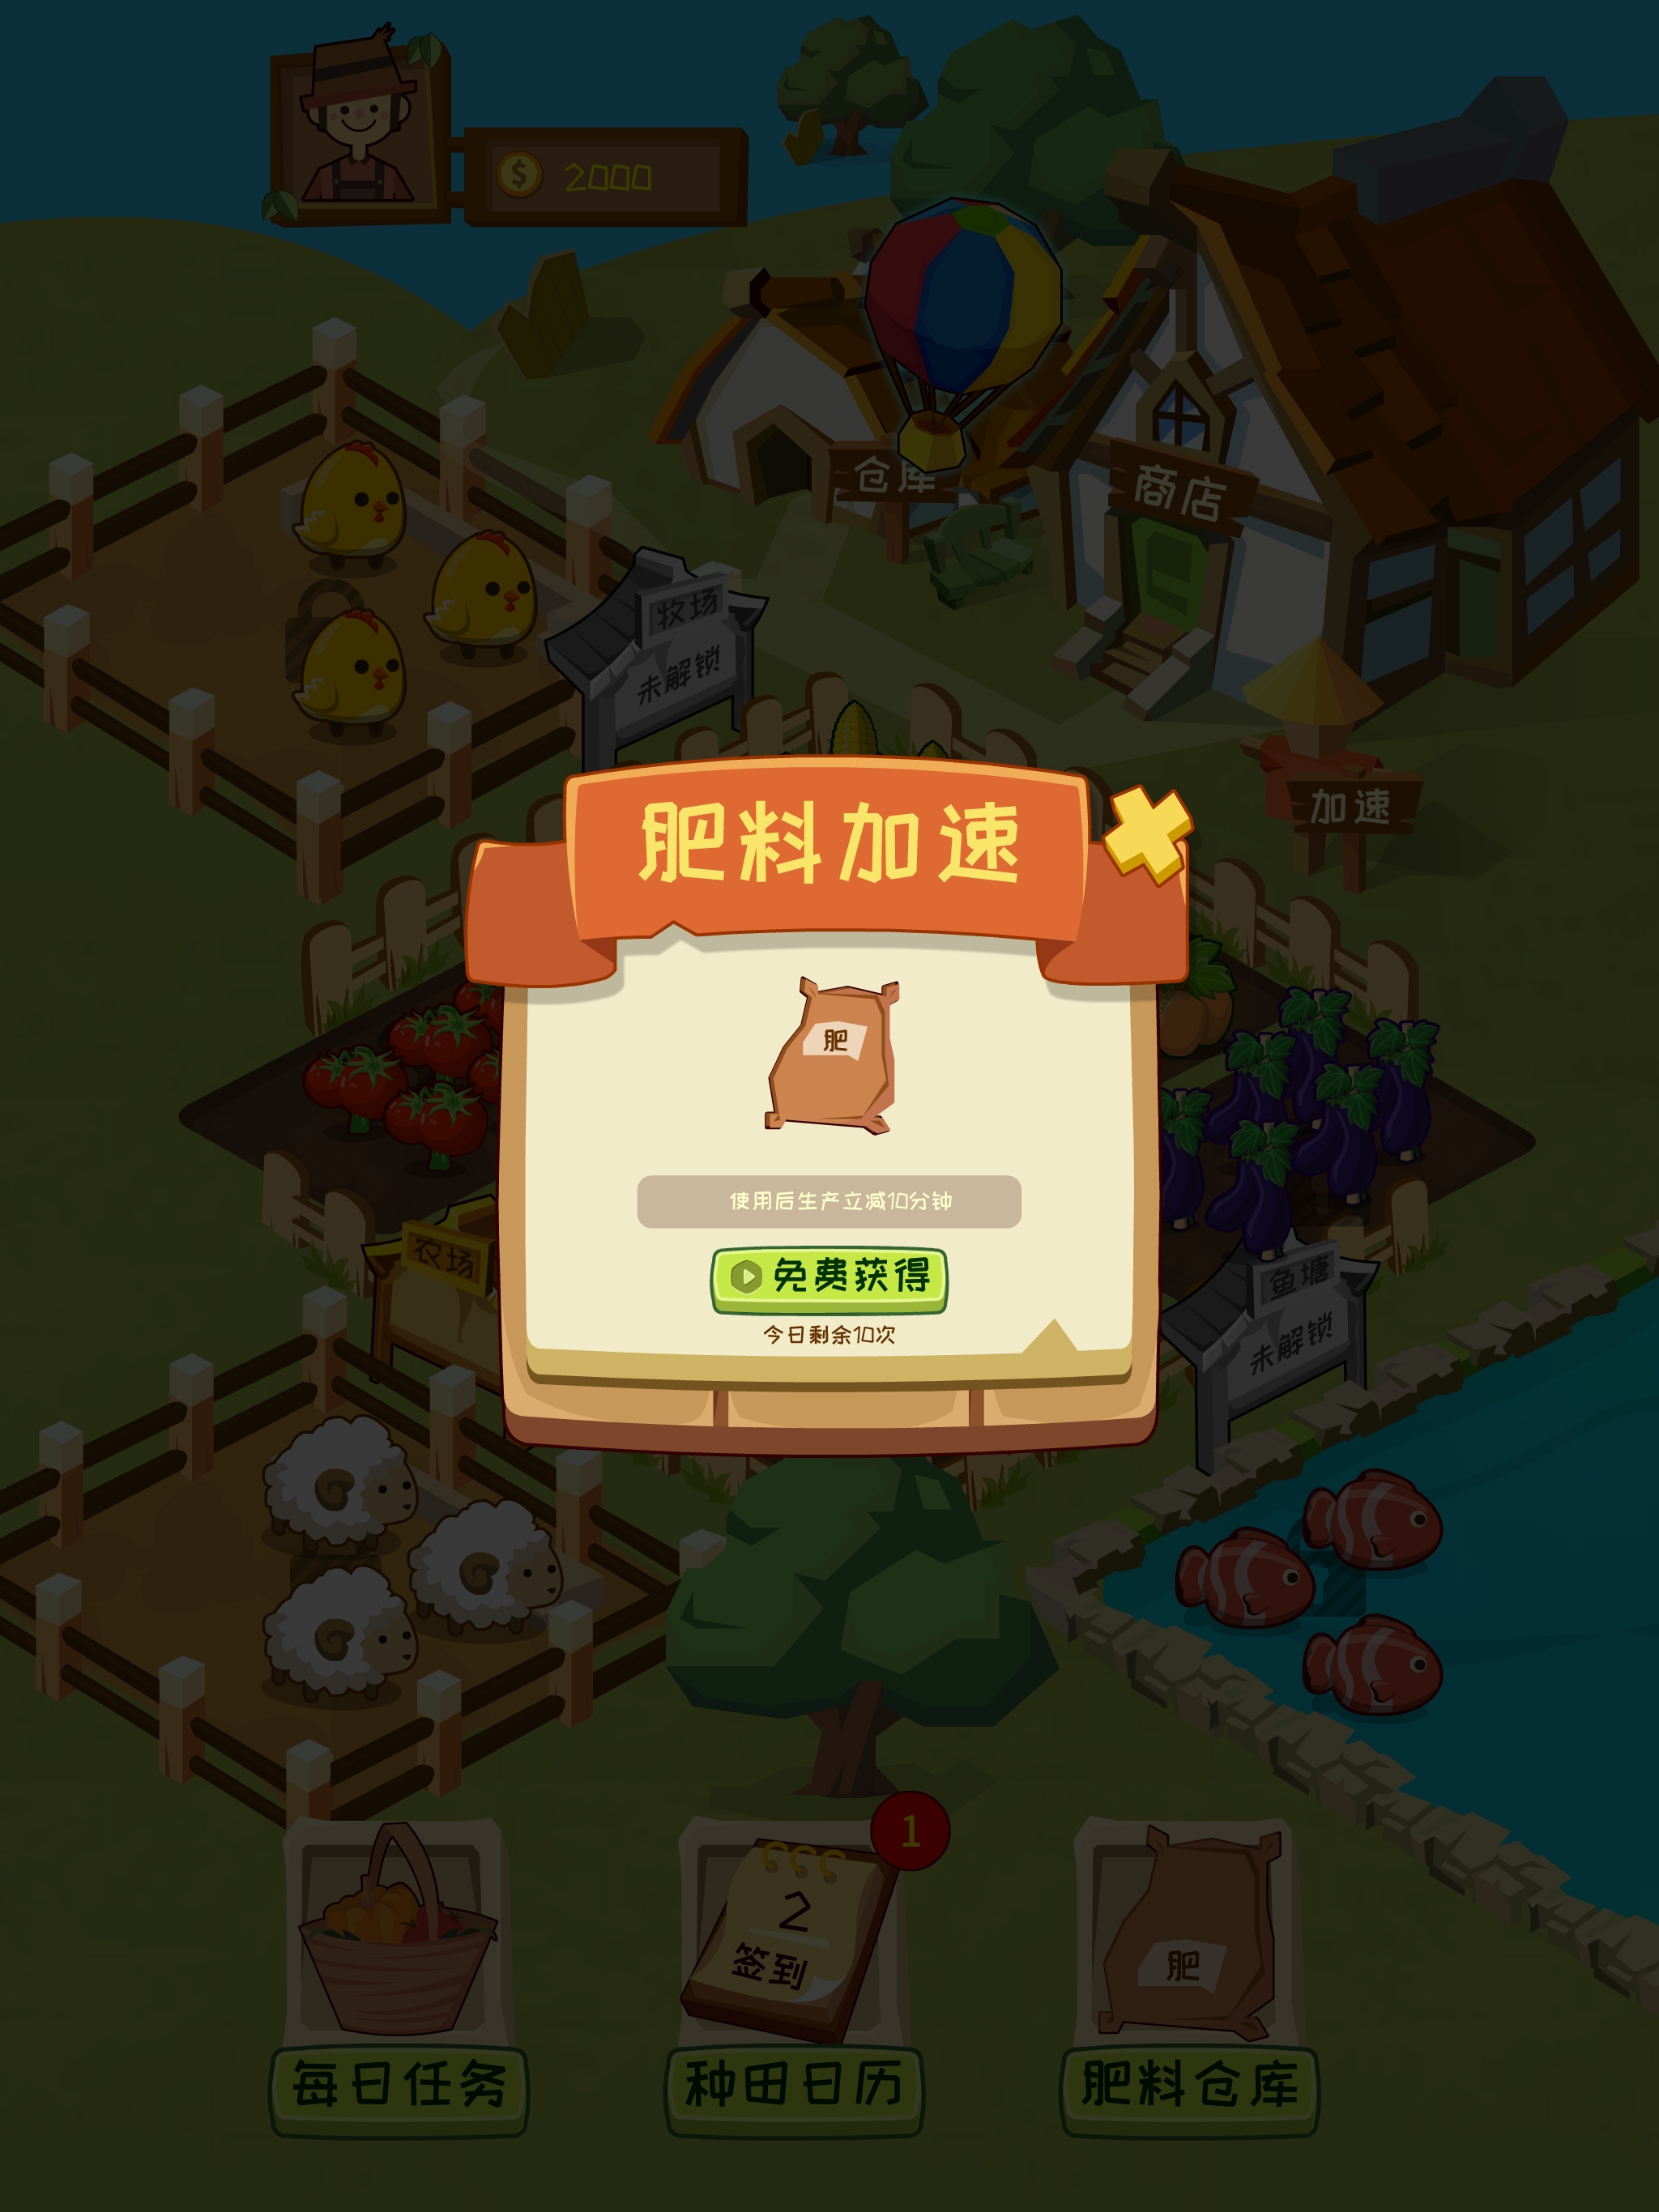 2000
仓库
商店
牧场
未解锁
加速
肥料加速
肥
使用后生产立减10分钟
免费获得
今日剩余10次
农场
鱼塘
未解锁
1
2
签到
肥
每日任务
种田日历
肥料仓库